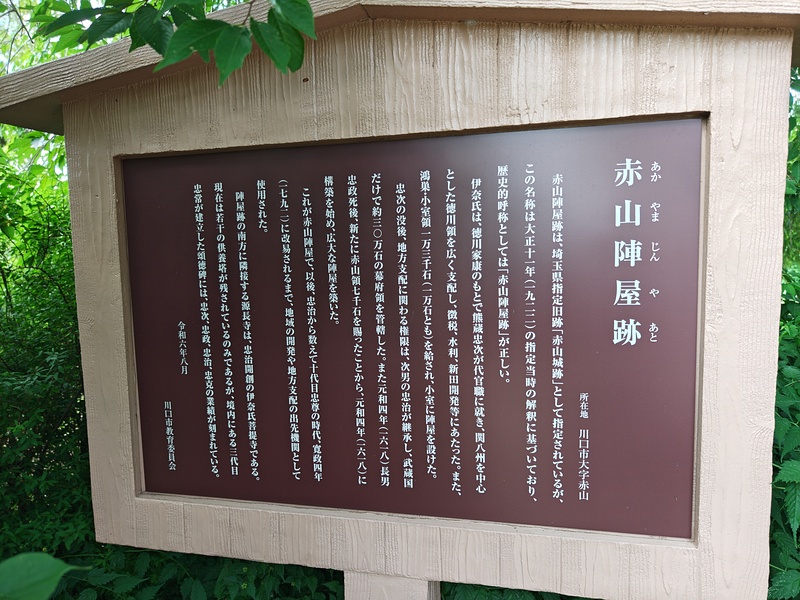 赤山陣屋跡
あか やま じん や あと
所在地 川口市大字赤山
赤山陣屋跡は、埼玉県指定旧跡「赤山城跡」として指定されているが、
この名称は大正十一年（一九二二）の指定当時の解釈に基づいており、
歴史的呼称としては「赤山陣屋跡」が正しい。
伊奈氏は、徳川家康のもとで熊蔵忠次が代官職に就き、関八州を中心
とした徳川領を広く支配し、徴税、水利、新田開発等にあたった。また、
鴻巣・小室領一万三千石（一万石とも）を給され、小室に陣屋を設けた。
忠次の没後、地方支配に関わる権限は、次男の忠治が継承し、武蔵国
だけで約三〇万石の幕府領を管轄した。また元和四年（一六一八）長男
忠政死後、新たに赤山領七千石を賜ったことから、元和四年（一六一八）に
構築を始め、広大な陣屋を築いた。
これが赤山陣屋で、以後、忠治から数えて十代目忠尊の時代、寛政四年
（一七九二）に改易されるまで、地域の開発や地方支配の出先機関として
使用された。
陣屋跡の南方に隣接する源長寺は、忠治開創の伊奈氏菩提寺である。
現在は若干の供養塔が残されているのみであるが、境内にある三代目
忠常が建立した頌徳碑には、忠次、忠政、忠治、忠克の業績が刻まれている。
令和六年八月
川口市教育委員会